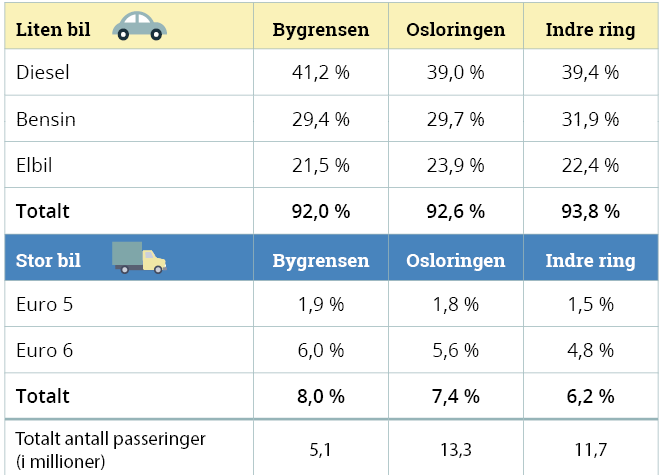 Liten bil Bygrensen Osloringen Indre ring
Diesel 41,2 % 39,0 % 39,4 %
Bensin 29,4 % 29,7 % 31,9 %
Elbil 21,5 % 23,9 % 22,4 %
Totalt 92,0 % 92,6 % 93,8 %
Stor bil Bygrensen Osloringen Indre ring
Euro 5 1,9 % 1,8 % 1,5 %
Euro 6 6,0 % 5,6 % 4,8 %
Totalt 8,0 % 7,4 % 6,2 %
Totalt antall passeringer
(i millioner) 5,1 13,3 11,7